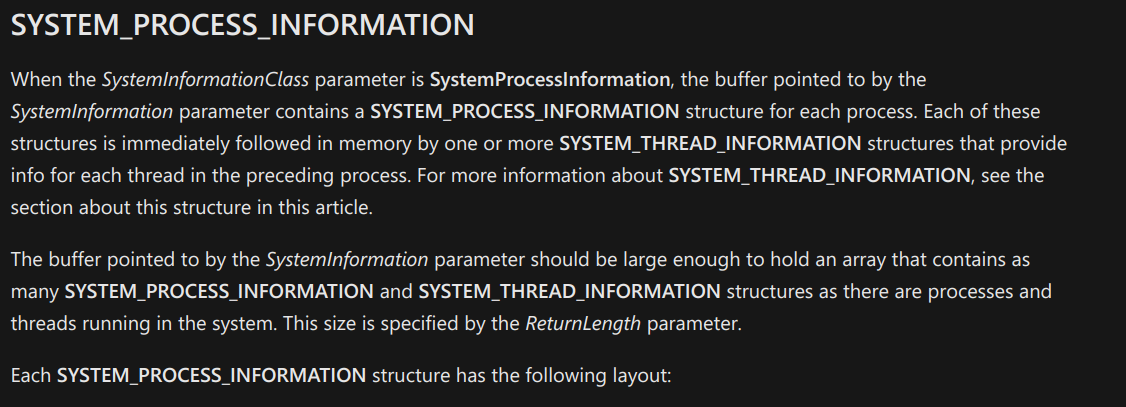 SYSTEM_PROCESS_INFORMATION
When the SystemInformationClass parameter is SystemProcessInformation, the buffer pointed to by the
SystemInformation parameter contains a SYSTEM_PROCESS_INFORMATION structure for each process. Each of these
structures is immediately followed in memory by one or more SYSTEM_THREAD_INFORMATION structures that provide
info for each thread in the preceding process. For more information about SYSTEM_THREAD_INFORMATION, see the
section about this structure in this article.
The buffer pointed to by the SystemInformation parameter should be large enough to hold an array that contains as
many SYSTEM_PROCESS_INFORMATION and SYSTEM_THREAD_INFORMATION structures as there are processes and
threads running in the system. This size is specified by the ReturnLength parameter.
Each SYSTEM_PROCESS_INFORMATION structure has the following layout: